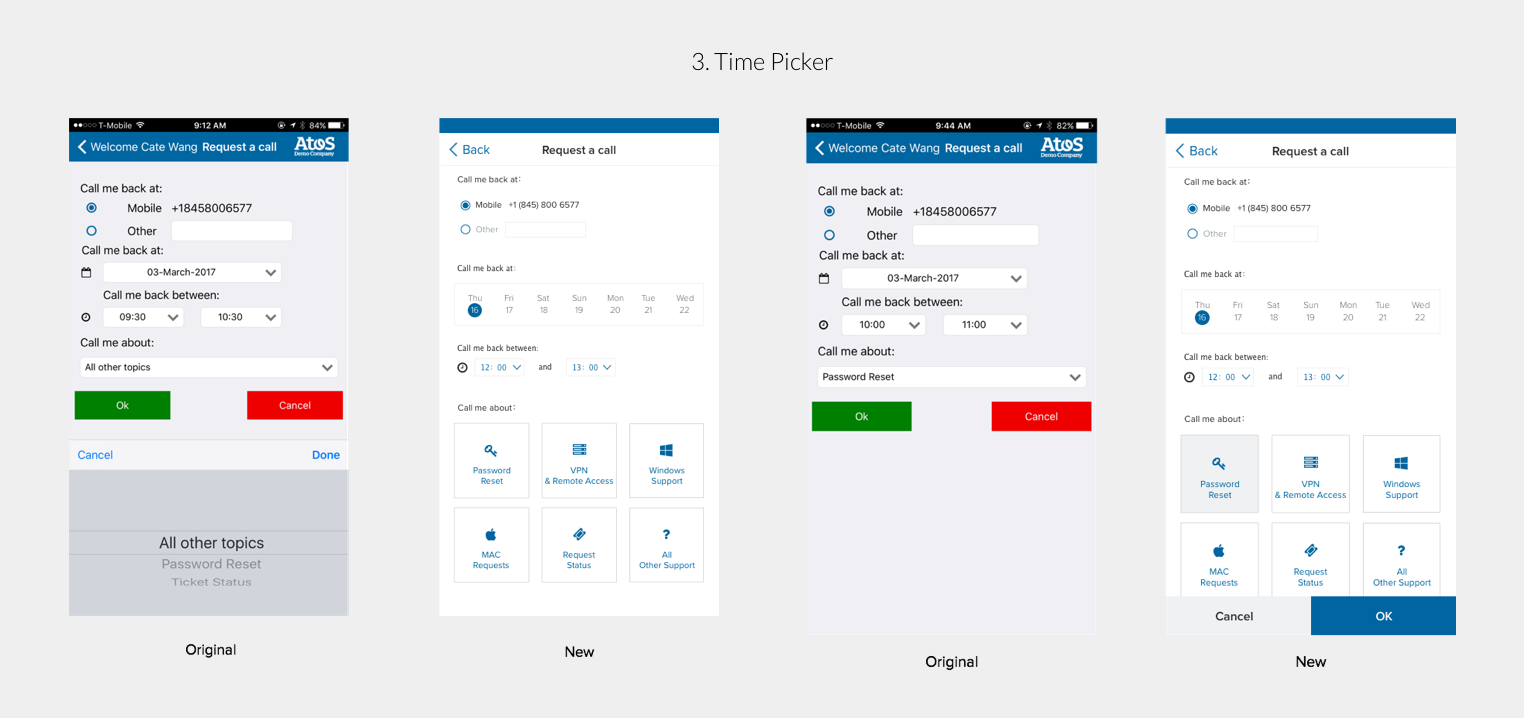 3. Time Picker
T-Mobile 9:12 AM 84%
Welcome Cate Wang Request a call Atos
Demo Company
Call me back at:
Mobile +18458006577
Other
Call me back at:
03-March-2017
Call me back between:
09:30 10:30
Call me about:
All other topics
Ok Cancel
Cancel Done
All other topics
Password Reset
Ticket Status
Original
Back Request a call
Call me back at:
Mobile +1 (845) 800 6577
Other
Call me back at:
Thu Fri Sat Sun Mon Tue Wed
16 17 18 19 20 21 22
Call me back between:
12: 00 and 13: 00
Call me about:
Password
Reset
VPN
& Remote Access
Windows
Support
MAC
Requests
Request
Status
?
All
Other Support
New
T-Mobile 9:44 AM 82%
Welcome Cate Wang Request a call Atos
Demo Company
Call me back at:
Mobile +18458006577
Other
Call me back at:
03-March-2017
Call me back between:
10:00 11:00
Call me about:
Password Reset
Ok Cancel
Original
Back Request a call
Call me back at:
Mobile +1 (845) 800 6577
Other
Call me back at:
Thu Fri Sat Sun Mon Tue Wed
16 17 18 19 20 21 22
Call me back between:
12: 00 and 13: 00
Call me about:
Password
Reset
VPN
& Remote Access
Windows
Support
MAC
Requests
Request
Status
?
All
Other Support
Cancel OK
New